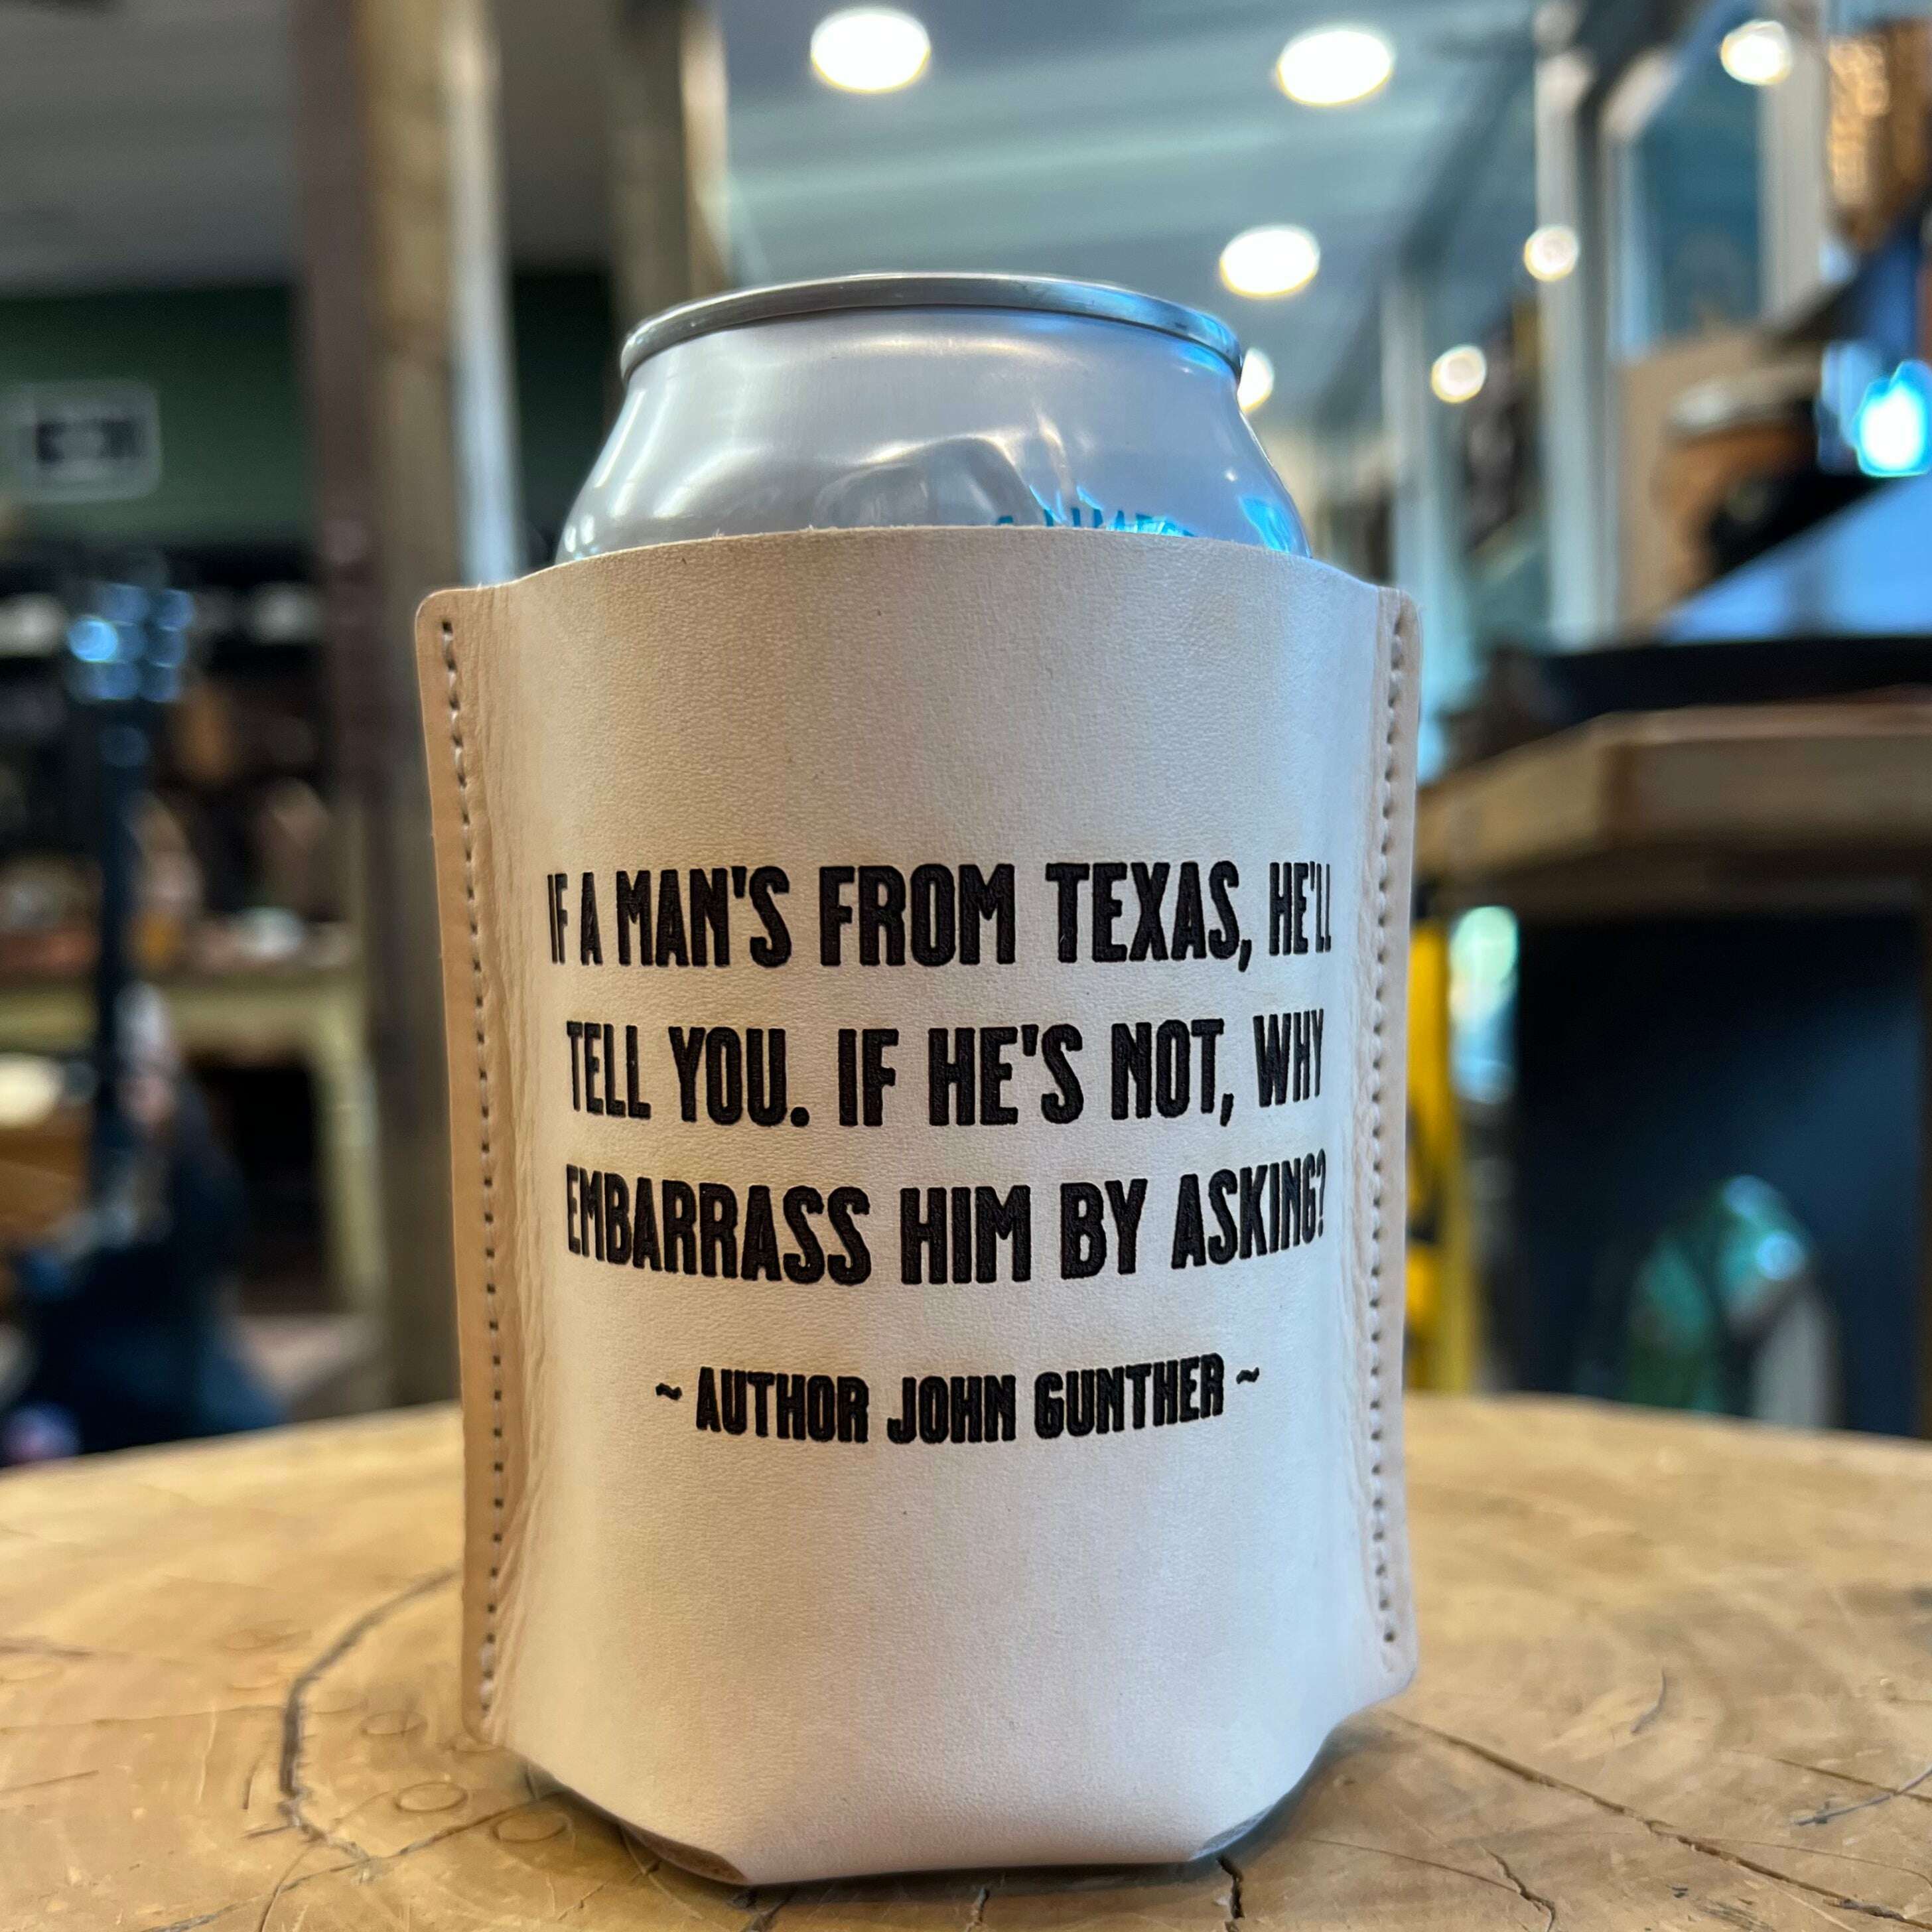 IF A MAN'S FROM TEXAS, HE'LL
TELL YOU. IF HE'S NOT, WHY
EMBARRASS HIM BY ASKING?
~ AUTHOR JOHN GUNTHER ~